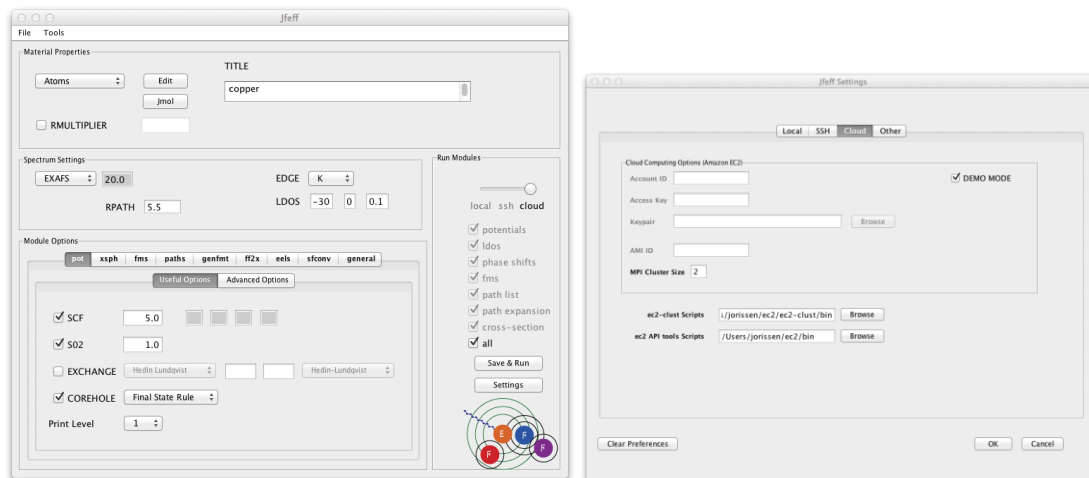 Jfeff
File Tools
Material Properties
Atoms Edit
Jmol
TITLE
copper
RMULTIPLIER
Spectrum Settings
EXAFS 20.0
RPATH 5.5
EDGE K
LDOS -30 0 0.1
Module Options
pot xsph fms paths genfmt ff2x eels sfconv general
Useful Options Advanced Options
SCF 5.0
S02 1.0
EXCHANGE Hedin Lundqvist Hedin-Lundqvist
COREHOLE Final State Rule
Print Level 1
Run Modules
local ssh cloud
potentials
ldos
phase shifts
fms
path list
path expansion
cross-section
all
Save & Run
Settings
E F
F F
Jfeff Settings
Local SSH Cloud Other
Cloud Computing Options (Amazon EC2)
Account ID
DEMO MODE
Access Key
Keypair Browse
AMI ID
MPI Cluster Size 2
ec2-clust Scripts /jorissen/ec2/ec2-clust/bin Browse
ec2 API tools Scripts /Users/jorissen/ec2/bin Browse
Clear Preferences OK Cancel